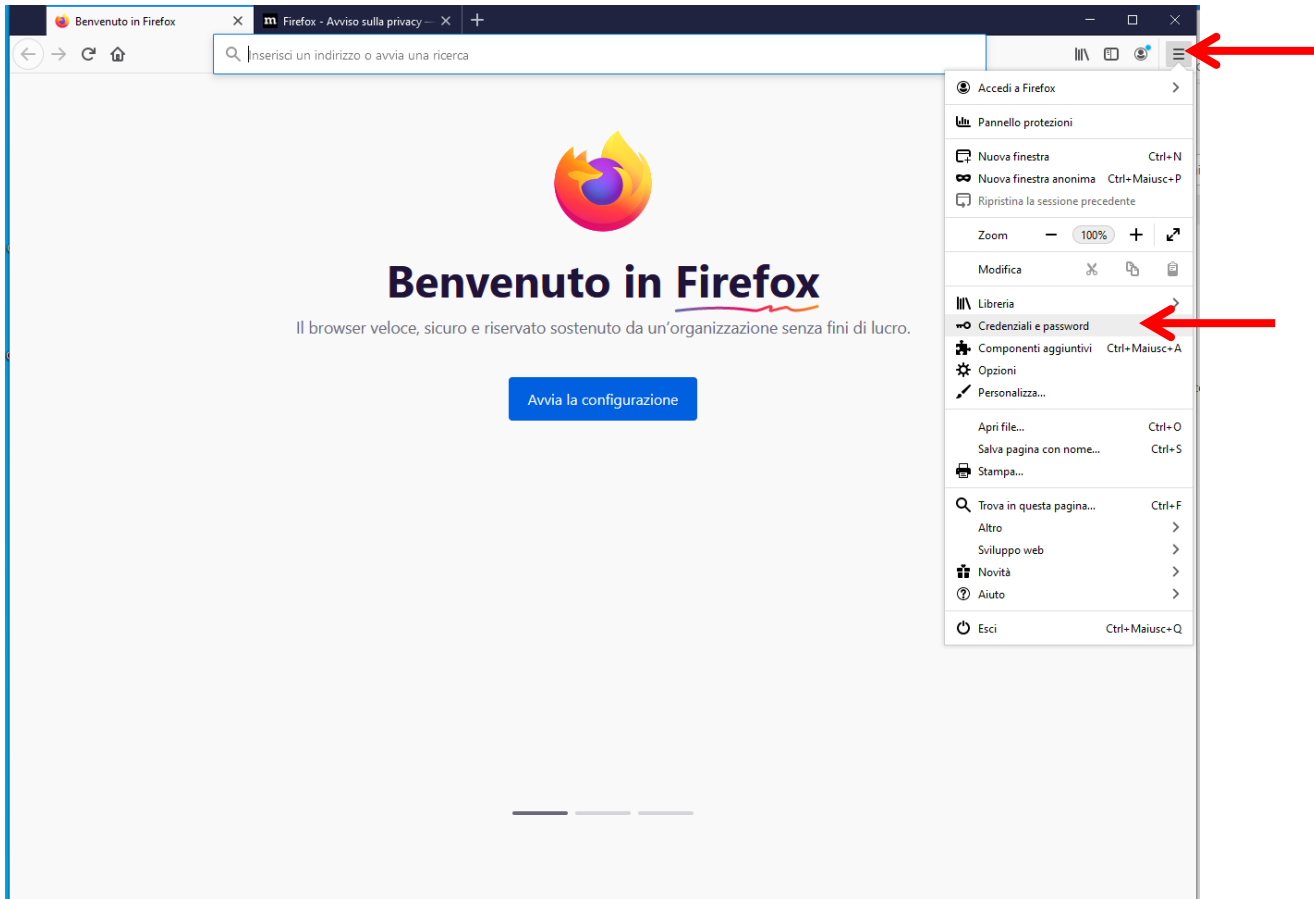 Benvenuto in Firefox
Firefox - Avviso sulla privacy —
Inserisci un indirizzo o avvia una ricerca
Accedi a Firefox
Pannello protezioni
Nuova finestra Ctrl+N
Nuova finestra anonima Ctrl+Maiusc+P
Ripristina la sessione precedente
Zoom 100%
Modifica
Libreria
Credenziali e password
Componenti aggiuntivi Ctrl+Maiusc+A
Opzioni
Personalizza...
Apri file... Ctrl+O
Salva pagina con nome... Ctrl+S
Stampa...
Trova in questa pagina... Ctrl+F
Altro
Sviluppo web
Novità
Aiuto
Esci Ctrl+Maiusc+Q
Benvenuto in Firefox
Il browser veloce, sicuro e riservato sostenuto da un'organizzazione senza fini di lucro.
Avvia la configurazione